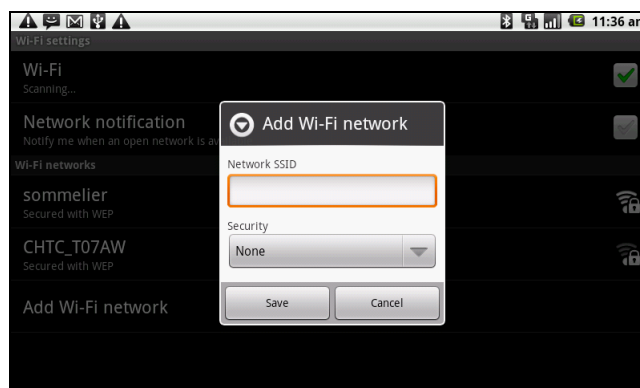 11:36 am
Wi-Fi settings
Wi-Fi
Scanning...
Network notification
Notify me when an open network is av
Wi-Fi networks
sommelier
Secured with WEP
CHTC_T07AW
Secured with WEP
Add Wi-Fi network
Add Wi-Fi network
Network SSID
Security
None
Save
Cancel